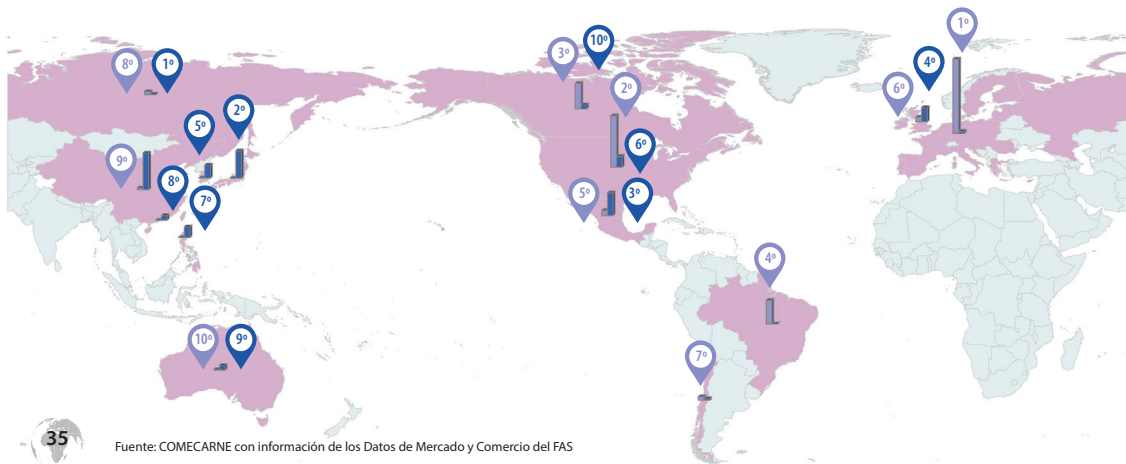 1º
3º
10º
8º
1º
4º
2º
6º
2º
5º
9º
6º
8º
7º
5º
3º
4º
10º
9º
7º
35
Fuente: COMECARNE con información de los Datos de Mercado y Comercio del FAS